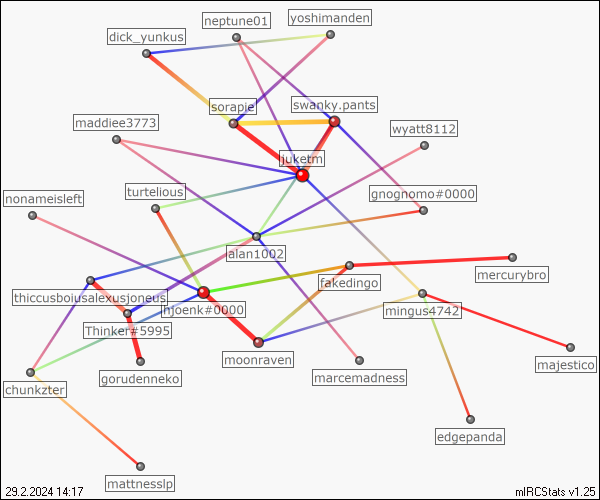 neptune01
yoshimanden
dick_yunkus
sorapie
swanky.pants
maddiee3773
wyatt8112
juketm
turtelious
gnognomo#0000
nonameisleft
alan1002
mercurybro
fakedingo
thiccusboiusalexusjoneus
hjoenk#0000
mingus4742
Thinker#5995
moonraven
majestico
gorudenneko
marcemadness
chunkzter
edgepanda
mattnesslp
29.2.2024 14:17
mIRCStats v1.25